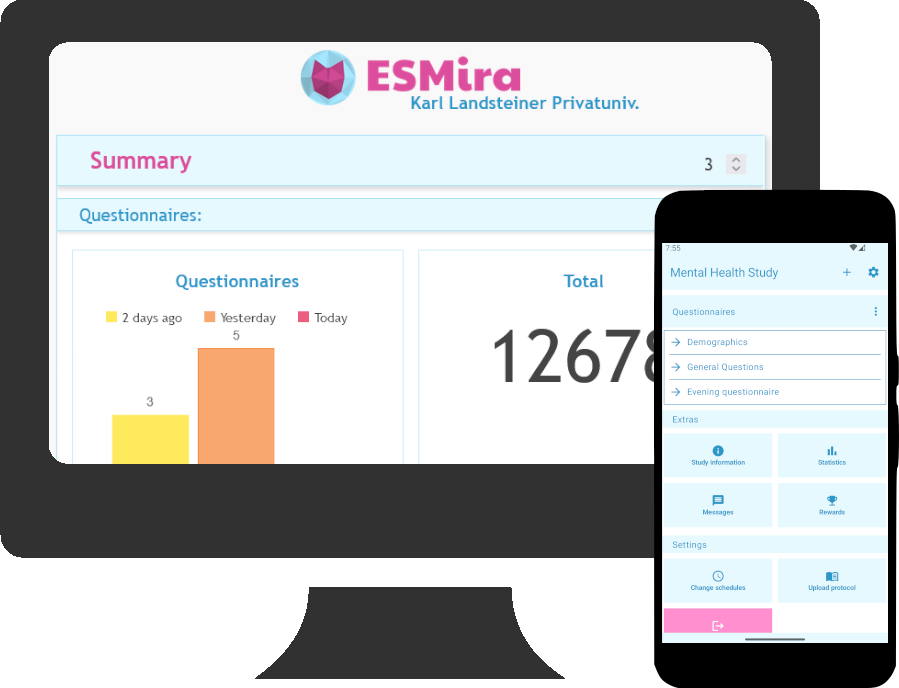 ESMira
Karl Landsteiner Privatuniv.
Summary
3
Questionnaires:
Questionnaires
2 days ago Yesterday Today
5
3
Total
12678
7:55
Mental Health Study
Questionnaires
Demographics
General Questions
Evening questionnaire
Extras
Study information
Statistics
Messages
Rewards
Settings
Change schedules
Upload protocol